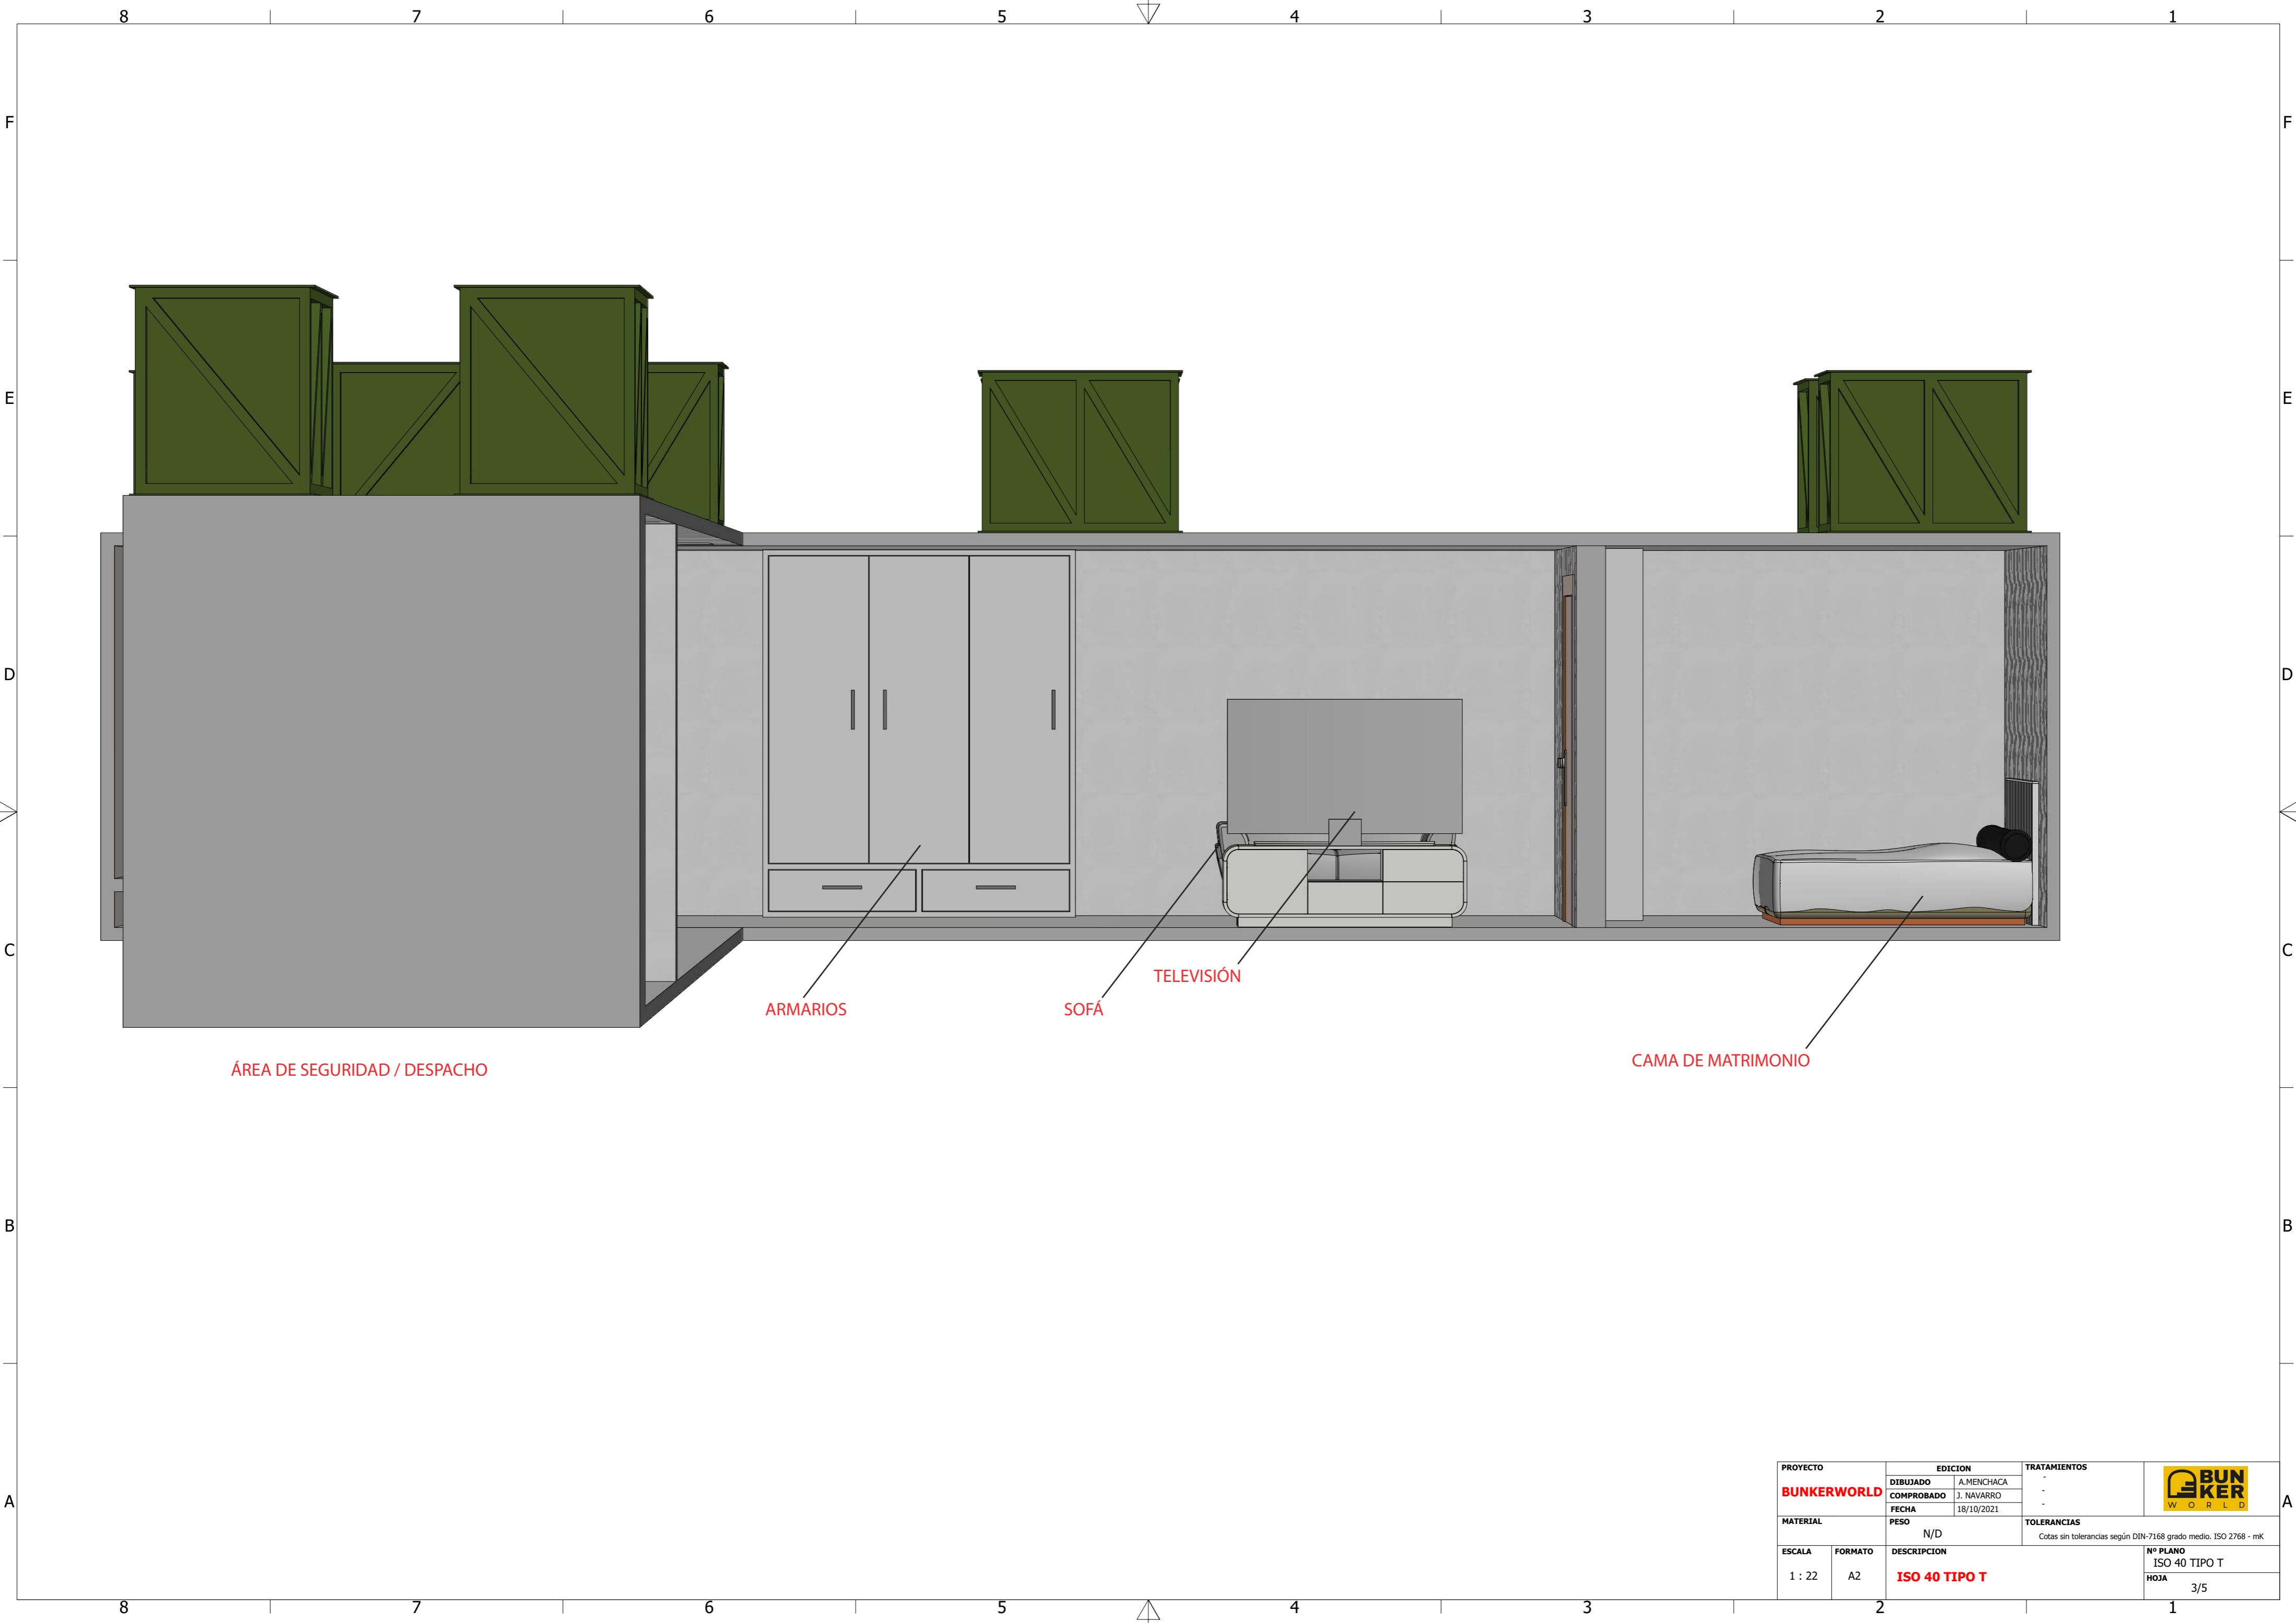 8 7 6 5 4 3 2 1
F F
E E
D D
C C
B B
A A
ARMARIOS
SOFÁ
TELEVISIÓN
CAMA DE MATRIMONIO
ÁREA DE SEGURIDAD / DESPACHO
PROYECTO
BUNKERWORLD
EDICION
DIBUJADO A.MENCHACA
COMPROBADO J. NAVARRO
FECHA 18/10/2021
TRATAMIENTOS
-
-
-
BUN
KER
WORLD
MATERIAL
PESO
N/D
TOLERANCIAS
Cotas sin tolerancias según DIN-7168 grado medio. ISO 2768 - mK
ESCALA
1 : 22
FORMATO
A2
DESCRIPCION
ISO 40 TIPO T
Nº PLANO
ISO 40 TIPO T
HOJA
3/5
8 7 6 5 4 3 2 1